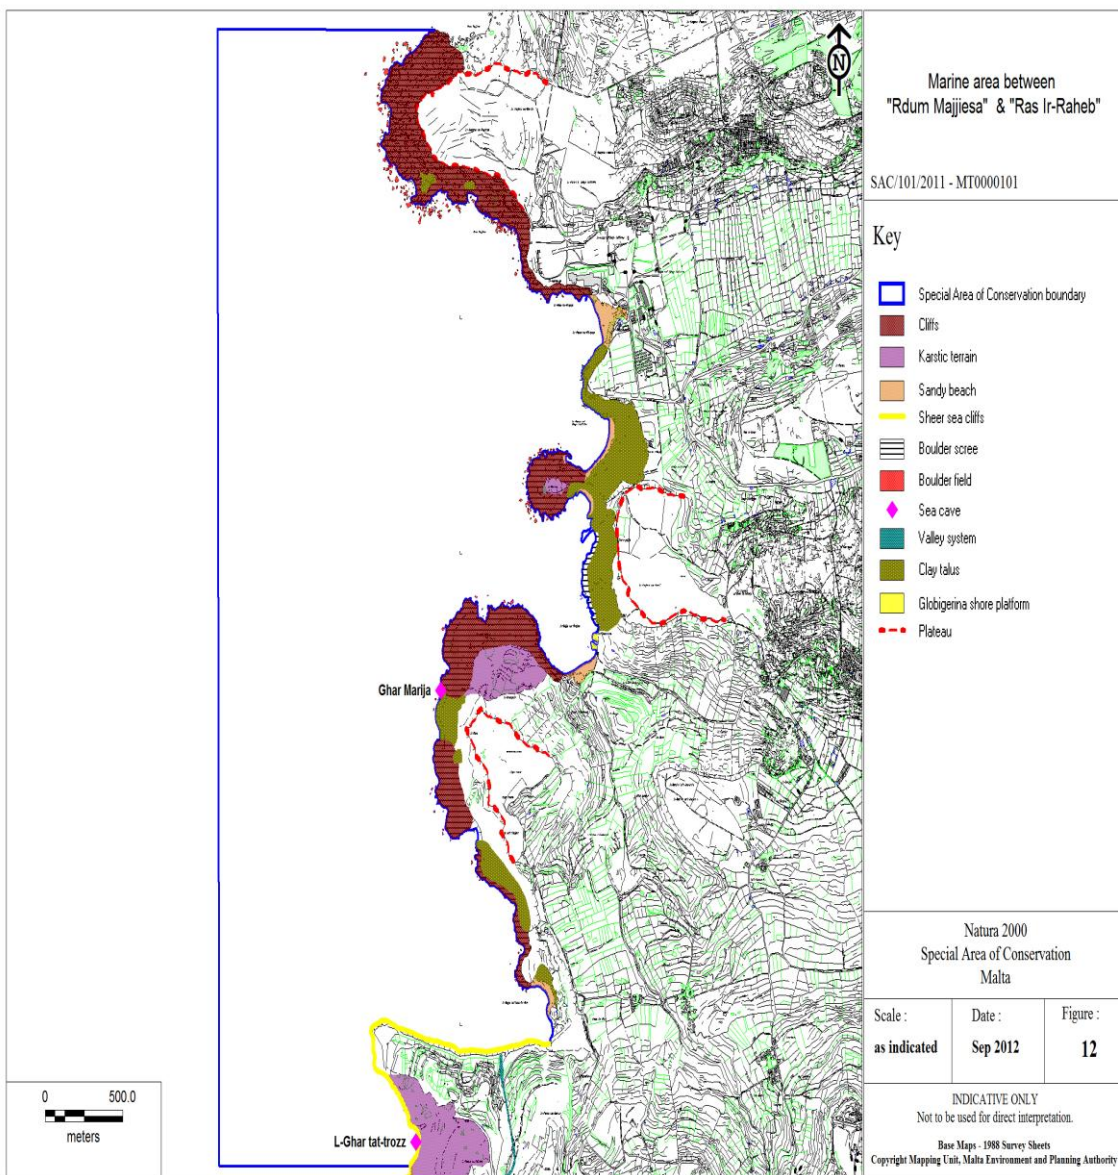 N
Marine area between
"Rdum Majjiesa" & "Ras Ir-Raheb"
SAC/101/2011 - MT0000101
Key
Special Area of Conservation boundary
Cliffs
Karstic terrain
Sandy beach
Sheer sea cliffs
Boulder scree
Boulder field
Sea cave
Valley system
Clay talus
Globigerina shore platform
Plateau
Ghar Marija
L-Ghar tat-trozz
0 500.0
meters
Natura 2000
Special Area of Conservation
Malta
Scale :
as indicated
Date :
Sep 2012
Figure :
12
INDICATIVE ONLY
Not to be used for direct interpretation.
Base Maps - 1988 Survey Sheets
Copyright Mapping Unit, Malta Environment and Planning Authority